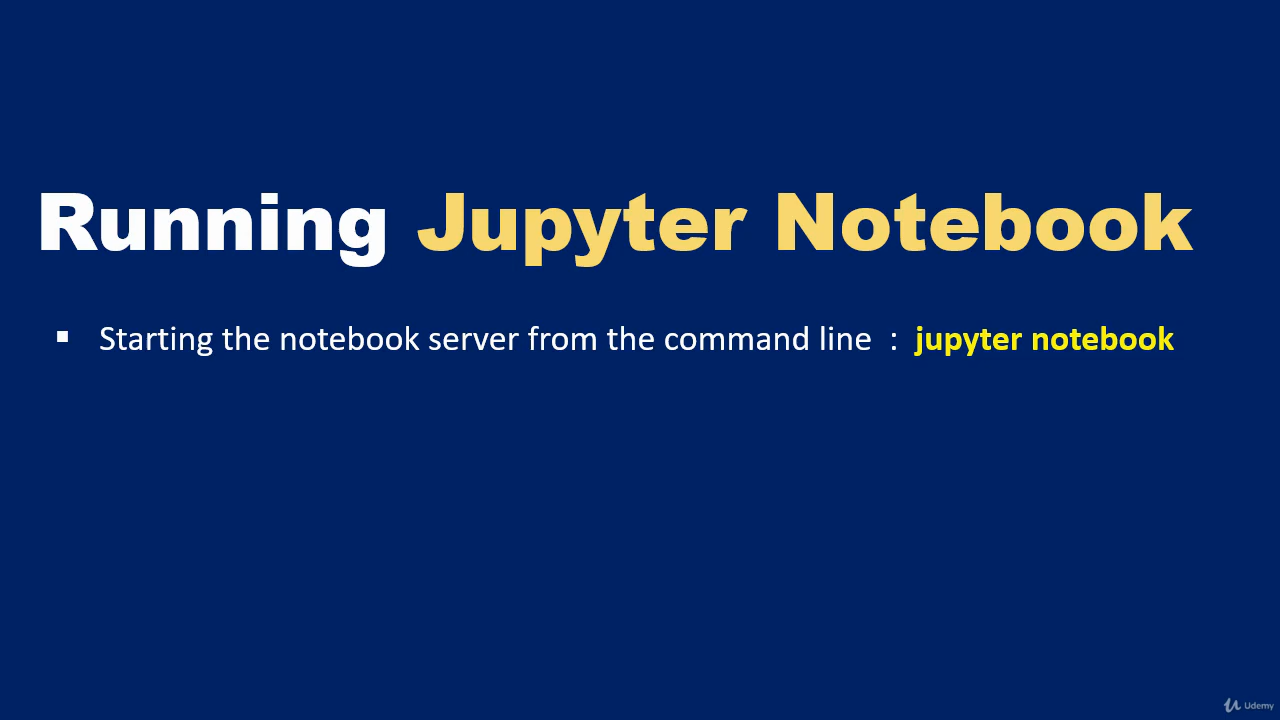 Running Jupyter Notebook
▪ Starting the notebook server from the command line : jupyter notebook
Udemy